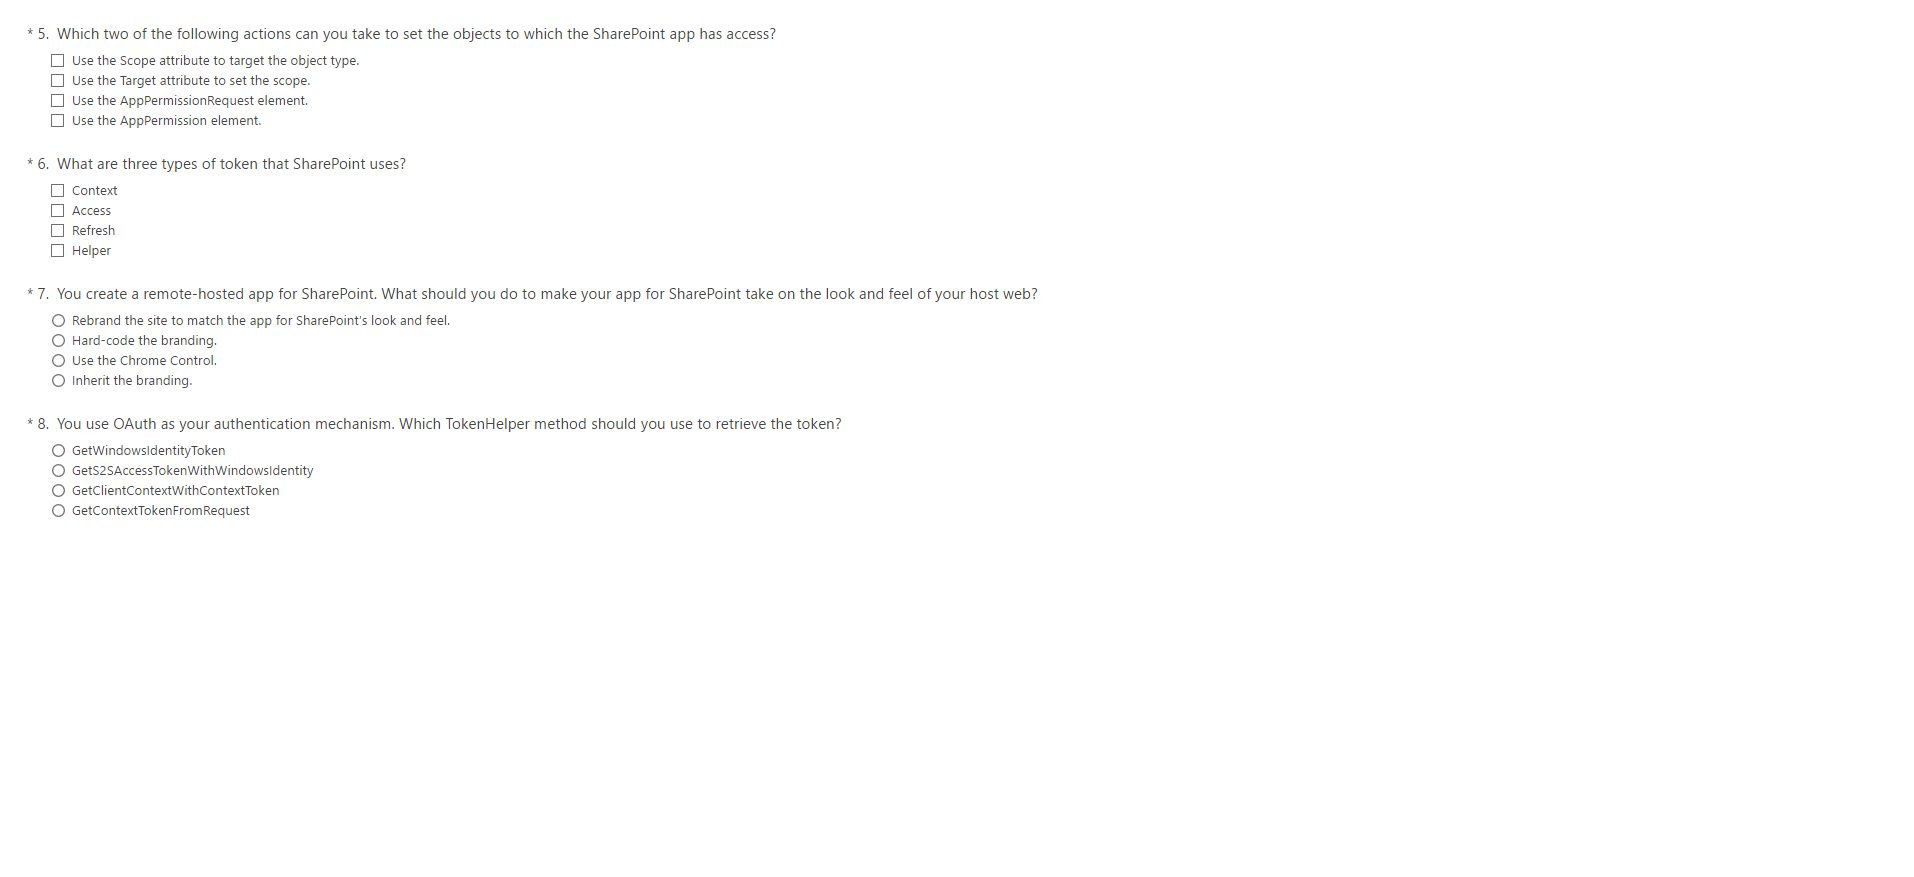 * 5. Which two of the following actions can you take to set the objects to which the SharePoint app has access?
Use the Scope attribute to target the object type.
Use the Target attribute to set the scope.
Use the AppPermissionRequest element.
Use the AppPermission element.
* 6. What are three types of token that SharePoint uses?
Context
Access
Refresh
Helper
* 7. You create a remote-hosted app for SharePoint. What should you do to make your app for SharePoint take on the look and feel of your host web?
Rebrand the site to match the app for SharePoint's look and feel.
Hard-code the branding.
Use the Chrome Control.
Inherit the branding.
* 8. You use OAuth as your authentication mechanism. Which TokenHelper method should you use to retrieve the token?
GetWindowsIdentityToken
GetS2SAccessTokenWithWindowsIdentity
GetClientContextWithContextToken
GetContextTokenFromRequest